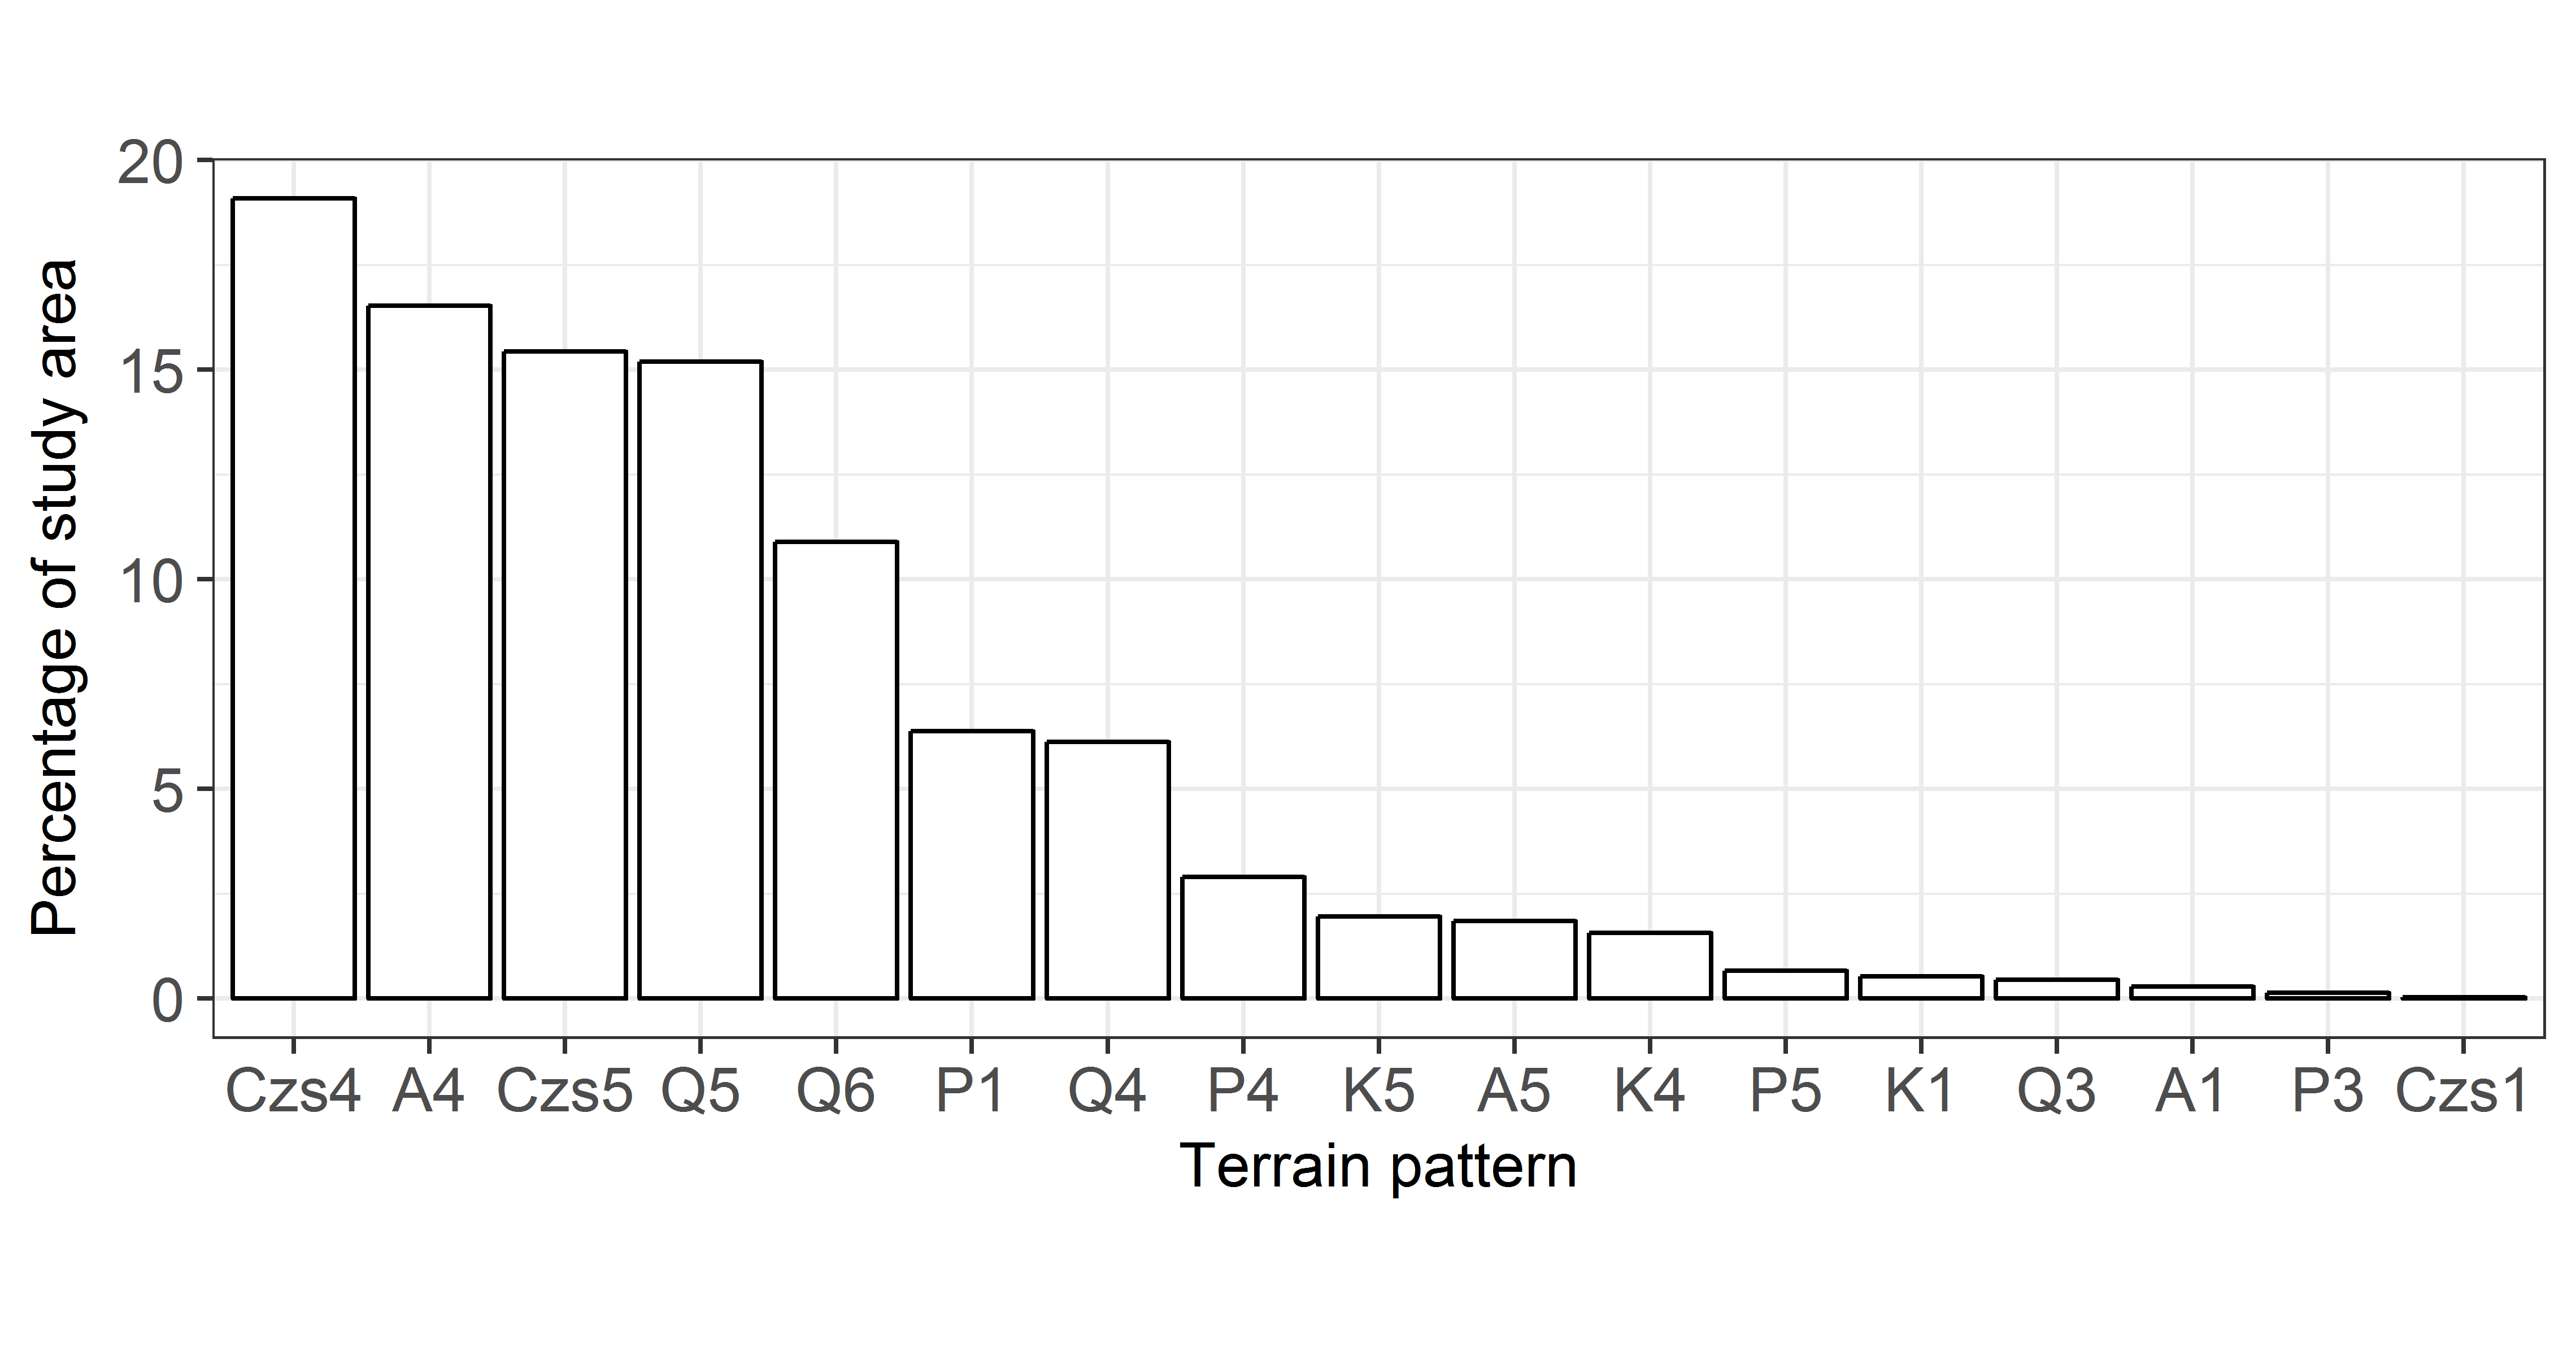 Percentage of study area
20
15
10
5
0
Czs4 A4 Czs5 Q5 Q6 P1 Q4 P4 K5 A5 K4 P5 K1 Q3 A1 P3 Czs1
Terrain pattern